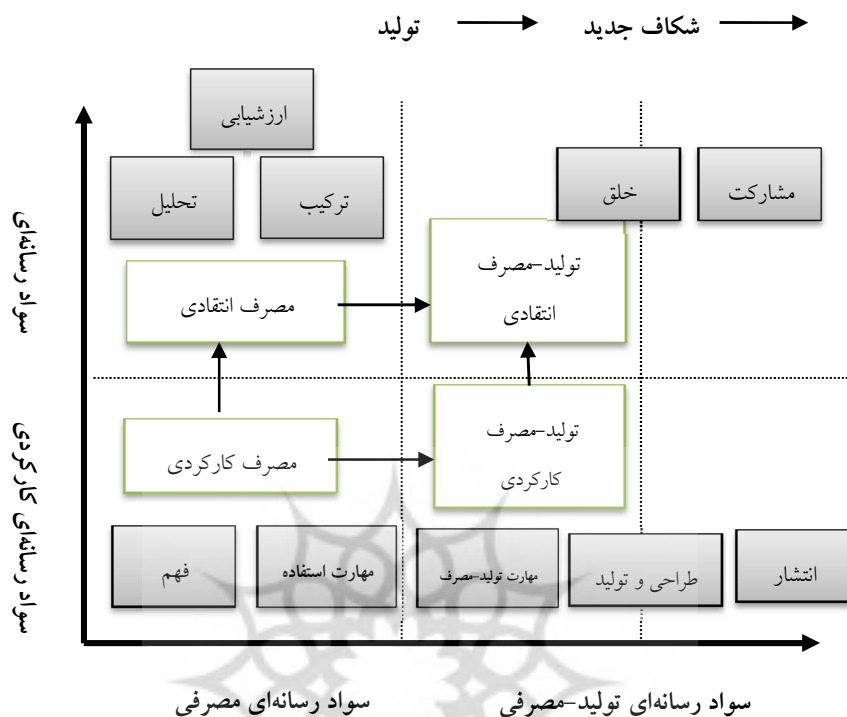 تولید
شکاف جدید
ارزشیابی
تحلیل
ترکیب
خلق
مشارکت
مصرف انتقادی
تولید–مصرف
انتقادی
سواد رسانه‌ای
مصرف کارکردی
تولید–مصرف
کارکردی
سواد رسانه‌ای کارکردی
فهم
مهارت استفاده
مهارت تولید–مصرف
طراحی و تولید
انتشار
سواد رسانه‌ای مصرفی
سواد رسانه‌ای تولید–مصرفی